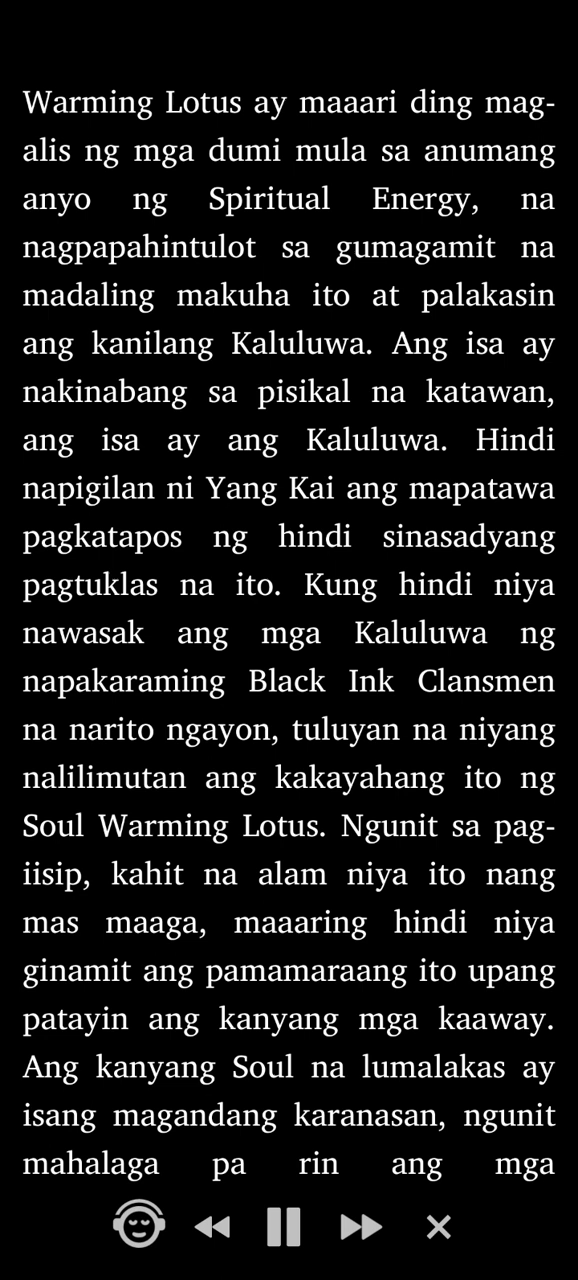 Warming Lotus ay maaari ding mag-
alis ng mga dumi mula sa anumang
anyo ng Spiritual Energy, na
nagpapahintulot sa gumagamit na
madaling makuha ito at palakasin
ang kanilang Kaluluwa. Ang isa ay
nakinabang sa pisikal na katawan,
ang isa ay ang Kaluluwa. Hindi
napigilan ni Yang Kai ang mapatawa
pagkatapos ng hindi sinasadyang
pagtuklas na ito. Kung hindi niya
nawasak ang mga Kaluluwa ng
napakaraming Black Ink Clansmen
na narito ngayon, tuluyan na niyang
nalilimutan ang kakayahang ito ng
Soul Warming Lotus. Ngunit sa pag-
iisip, kahit na alam niya ito nang
mas maaga, maaaring hindi niya
ginamit ang pamamaraang ito upang
patayin ang kanyang mga kaaway.
Ang kanyang Soul na lumalakas ay
isang magandang karanasan, ngunit
mahalaga pa rin ang mga